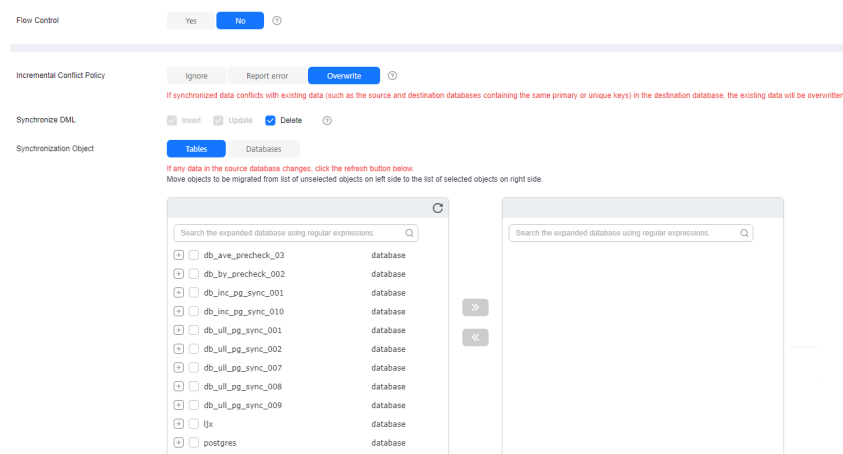 Flow Control Yes No
Incremental Conflict Policy Ignore Report error Overwrite
If synchronized data conflicts with existing data (such as the source and destination databases containing the same primary or unique keys) in the destination database, the existing data will be overwritten
Synchronize DML Insert Update Delete
Synchronization Object Tables Databases
If any data in the source database changes, click the refresh button below.
Move objects to be migrated from list of unselected objects on left side to the list of selected objects on right side.
Search the expanded database using regular expressions. Search the expanded database using regular expressions.
db_ave_precheck_03 database
db_by_precheck_002 database
db_inc_pg_sync_001 database
db_inc_pg_sync_010 database
db_ull_pg_sync_001 database
db_ull_pg_sync_002 database
db_ull_pg_sync_007 database
db_ull_pg_sync_008 database
db_ull_pg_sync_009 database
ljx database
postgres database